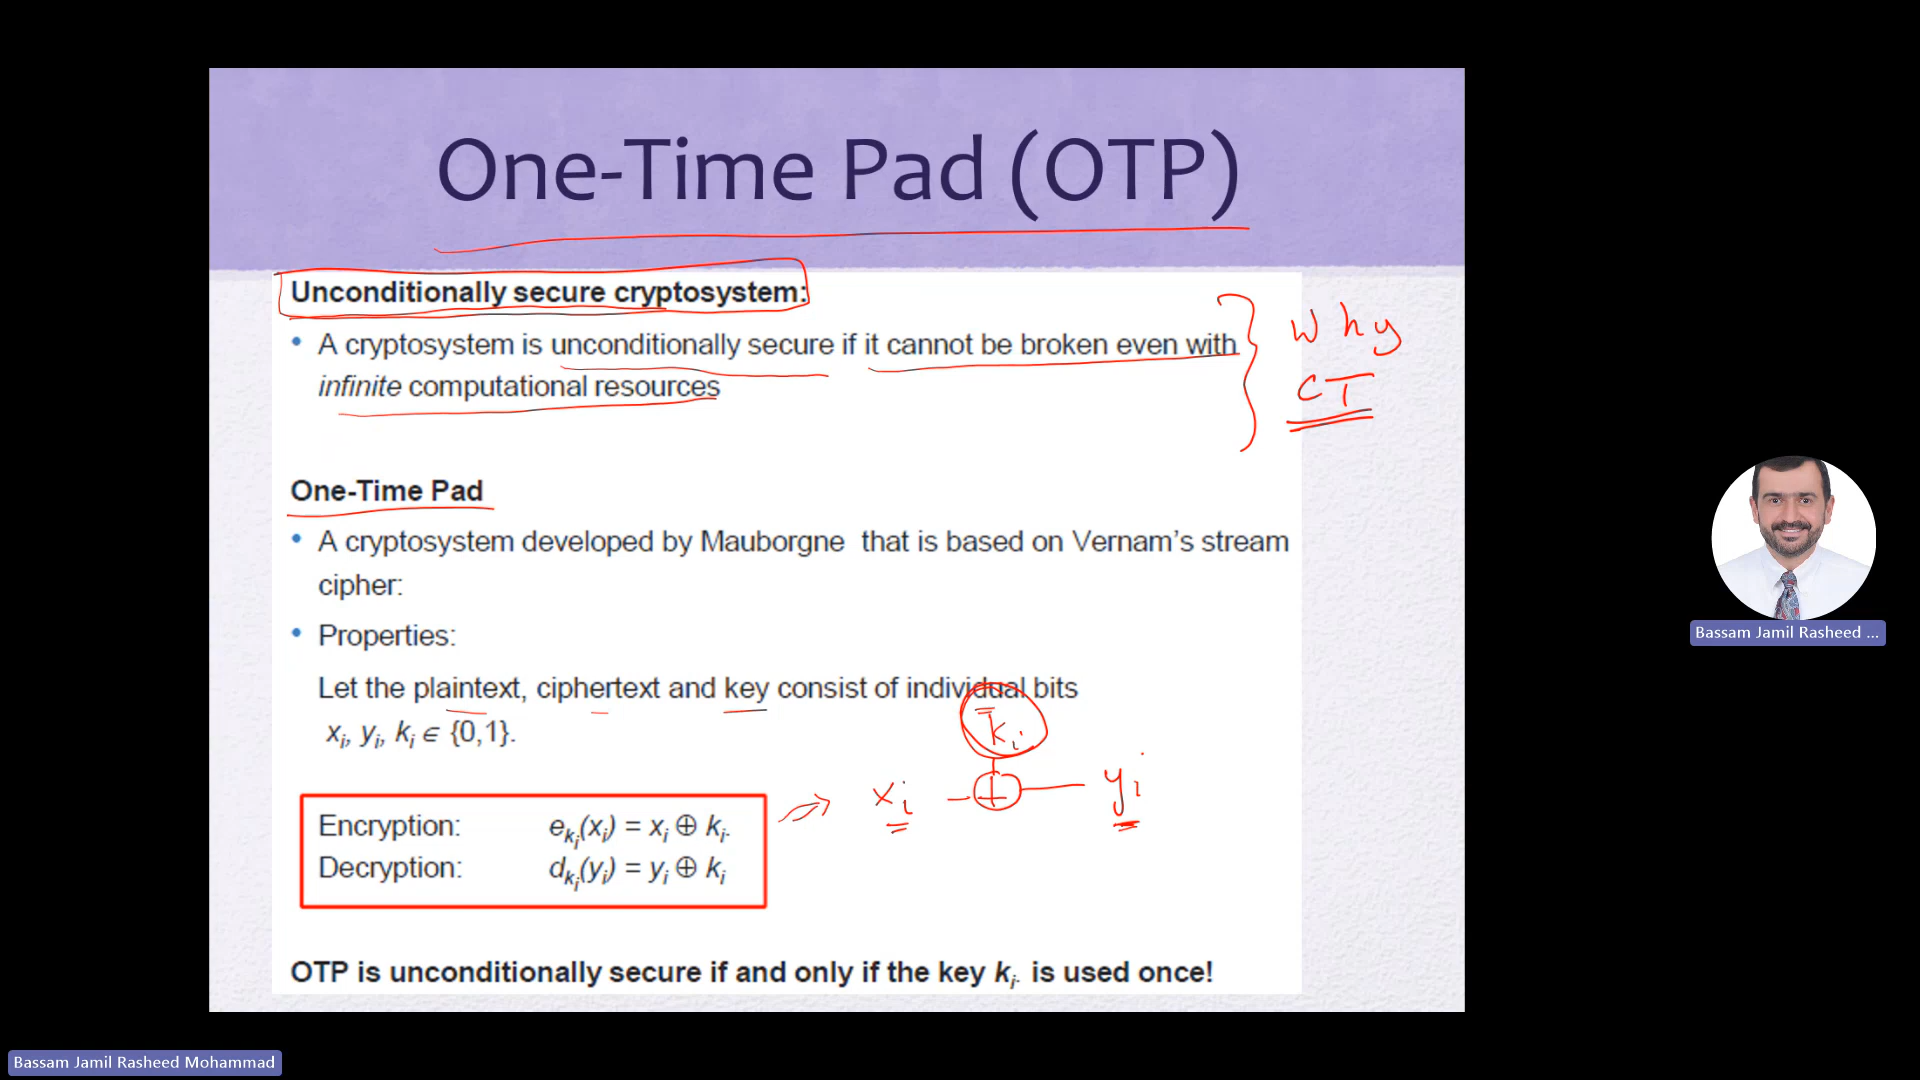 One-Time Pad (OTP)
Unconditionally secure cryptosystem:
• A cryptosystem is unconditionally secure if it cannot be broken even with
infinite computational resources
Why
CT
One-Time Pad
• A cryptosystem developed by Mauborgne that is based on Vernam's stream
cipher:
• Properties:
Let the plaintext, ciphertext and key consist of individual bits
xi, yi, ki ∈ {0,1}.
ki
xi ⊕ yi
Encryption: eki(xi) = xi ⊕ ki.
Decryption: dki(yi) = yi ⊕ ki
OTP is unconditionally secure if and only if the key ki. is used once!
Bassam Jamil Rasheed ...
Bassam Jamil Rasheed Mohammad